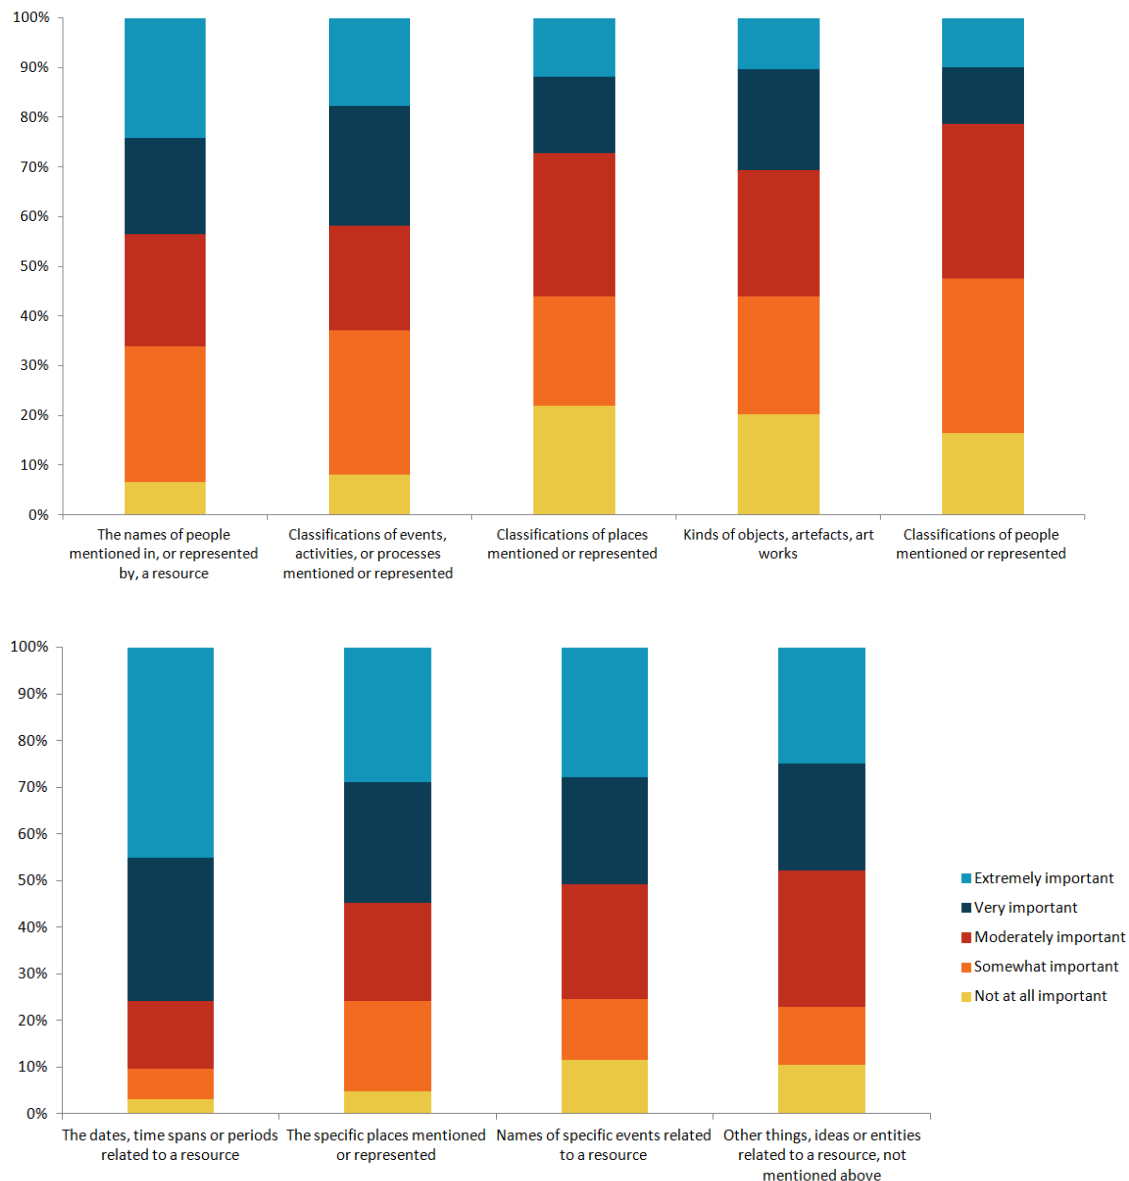 100%
90%
80%
70%
60%
50%
40%
30%
20%
10%
0%
The names of people
mentioned in, or represented
by, a resource
Classifications of events,
activities, or processes
mentioned or represented
Classifications of places
mentioned or represented
Kinds of objects, artefacts, art
works
Classifications of people
mentioned or represented
100%
90%
80%
70%
60%
50%
40%
30%
20%
10%
0%
The dates, time spans or periods
related to a resource
The specific places mentioned
or represented
Names of specific events related
to a resource
Other things, ideas or entities
related to a resource, not
mentioned above
Extremely important
Very important
Moderately important
Somewhat important
Not at all important